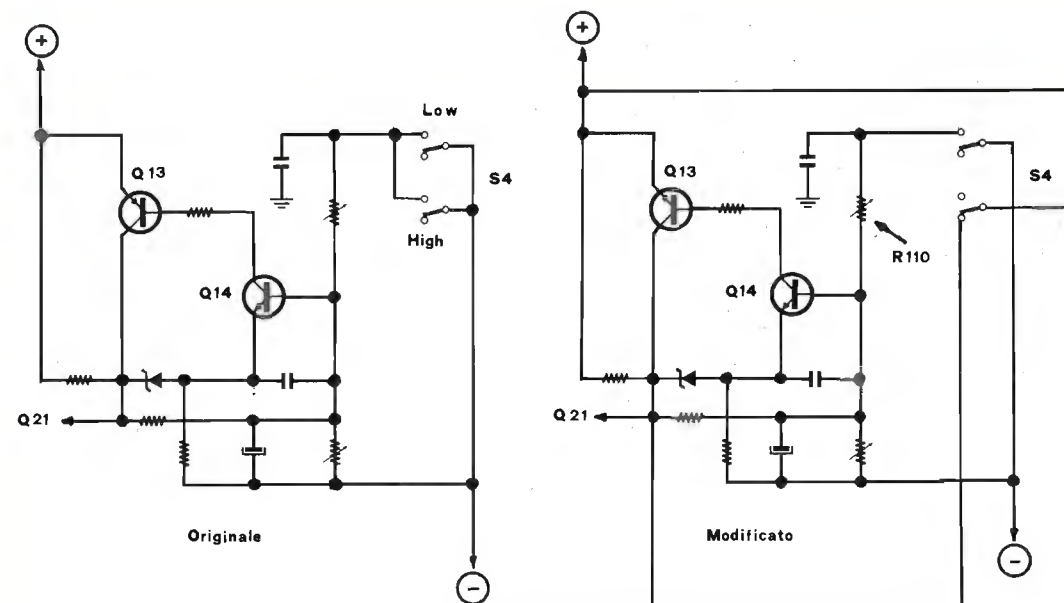 +
Low
Q13
S4
High
Q14
Q21
−
Originale
+
S4
Q13
R110
Q14
Q21
−
Modificato